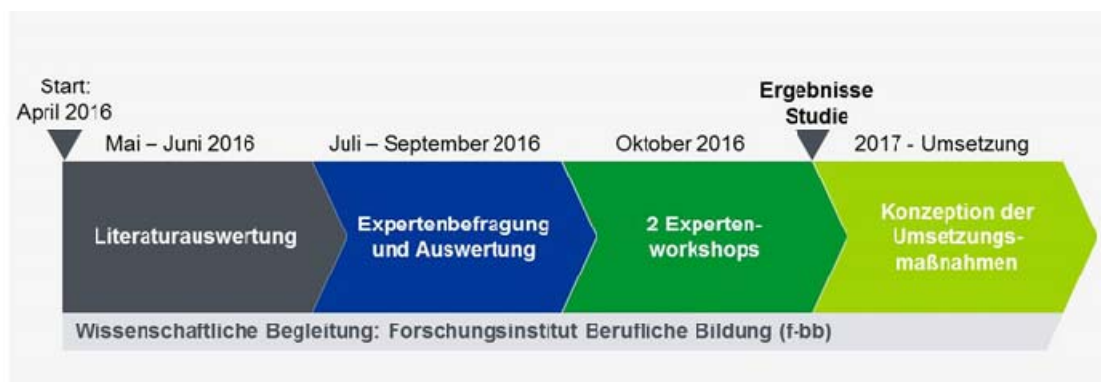 Start:
April 2016
Mai – Juni 2016
Juli – September 2016
Oktober 2016
Ergebnisse
Studie
2017 - Umsetzung
Literaturauswertung
Expertenbefragung
und Auswertung
2 Experten-
workshops
Konzeption der
Umsetzungs-
maßnahmen
Wissenschaftliche Begleitung: Forschungsinstitut Berufliche Bildung (f-bb)